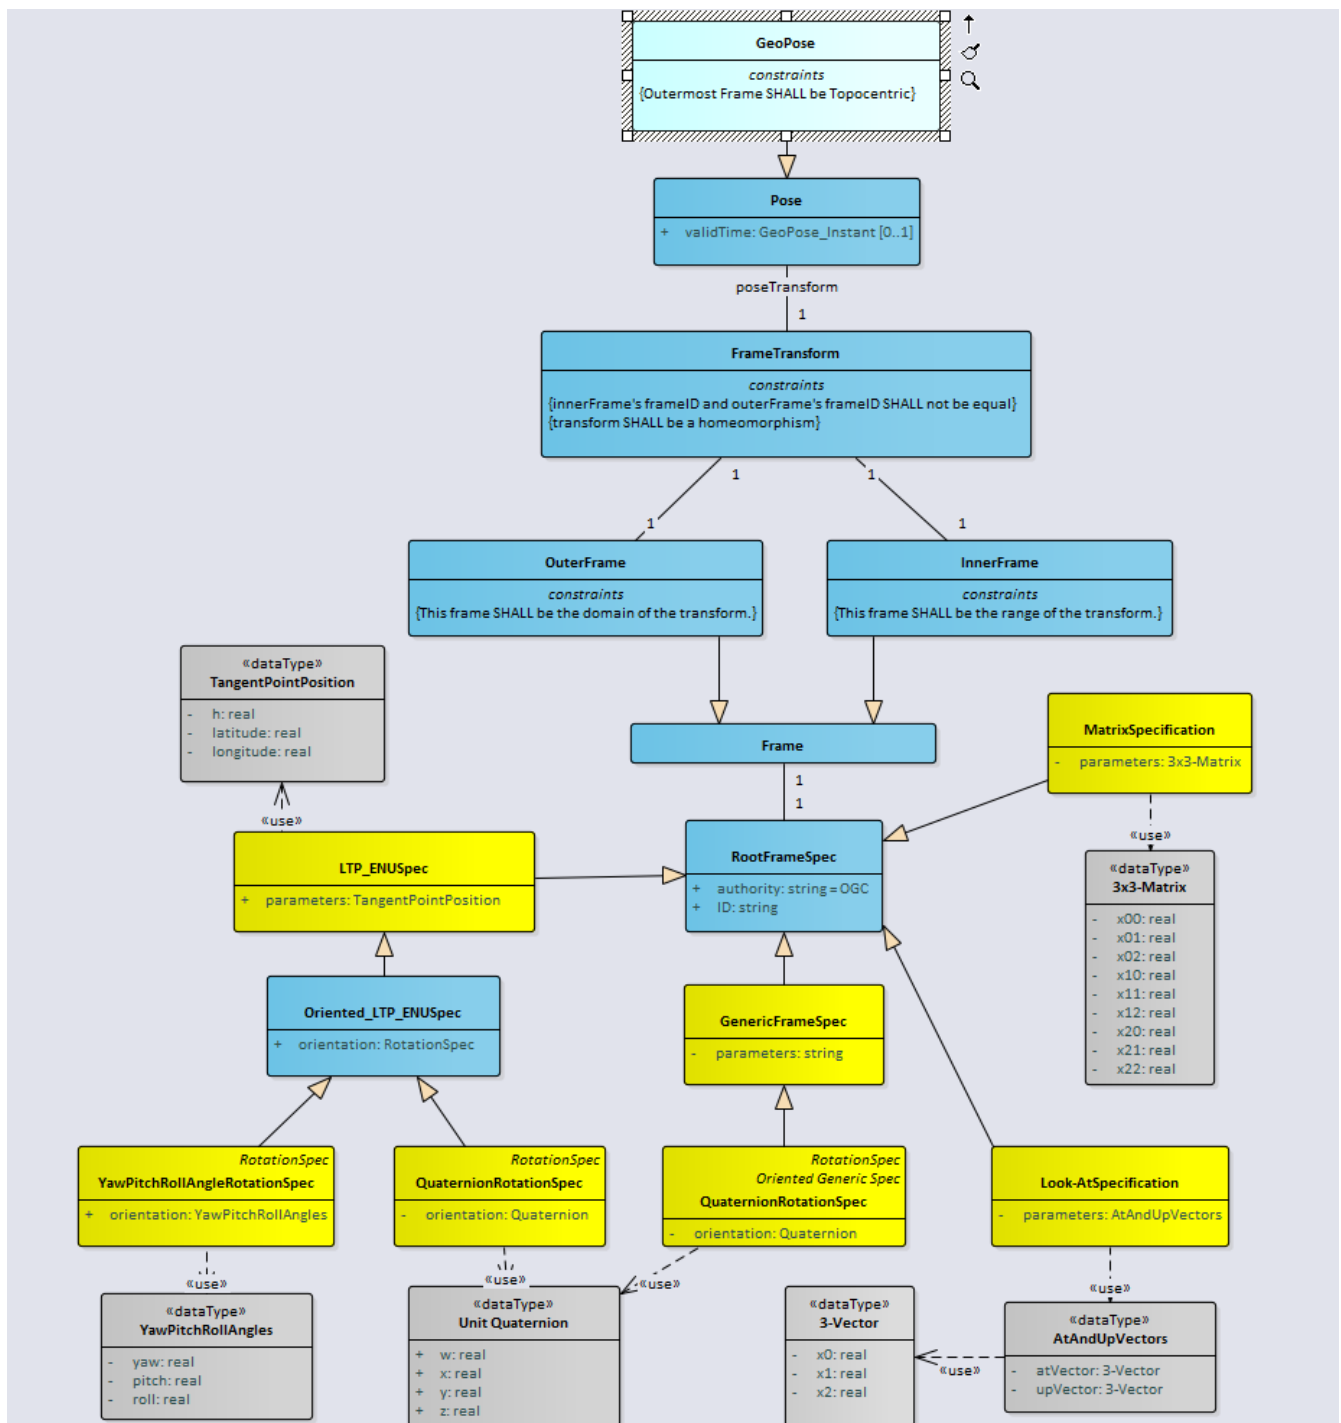 GeoPose
constraints
{Outermost Frame SHALL be Topocentric}
Pose
+ validTime: GeoPose_Instant [0..1]
poseTransform
1
FrameTransform
constraints
{innerFrame's frameID and outerFrame's frameID SHALL not be equal}
{transform SHALL be a homeomorphism}
1
1
1
1
OuterFrame
constraints
{This frame SHALL be the domain of the transform.}
InnerFrame
constraints
{This frame SHALL be the range of the transform.}
«dataType»
TangentPointPosition
- h: real
- latitude: real
- longitude: real
Frame
1
1
MatrixSpecification
- parameters: 3x3-Matrix
«use»
«use»
LTP_ENUSpec
+ parameters: TangentPointPosition
RootFrameSpec
+ authority: string = OGC
+ ID: string
«dataType»
3x3-Matrix
- x00: real
- x01: real
- x02: real
- x10: real
- x11: real
- x12: real
- x20: real
- x21: real
- x22: real
Oriented_LTP_ENUSpec
+ orientation: RotationSpec
GenericFrameSpec
- parameters: string
RotationSpec
YawPitchRollAngleRotationSpec
+ orientation: YawPitchRollAngles
RotationSpec
QuaternionRotationSpec
- orientation: Quaternion
RotationSpec
Oriented Generic Spec
QuaternionRotationSpec
- orientation: Quaternion
Look-AtSpecification
- parameters: AtAndUpVectors
«use»
«use»
«use»
«use»
«dataType»
YawPitchRollAngles
- yaw: real
- pitch: real
- roll: real
«dataType»
Unit Quaternion
+ w: real
+ x: real
+ y: real
+ z: real
«dataType»
3-Vector
- x0: real
- x1: real
- x2: real
«use»
«dataType»
AtAndUpVectors
- atVector: 3-Vector
- upVector: 3-Vector